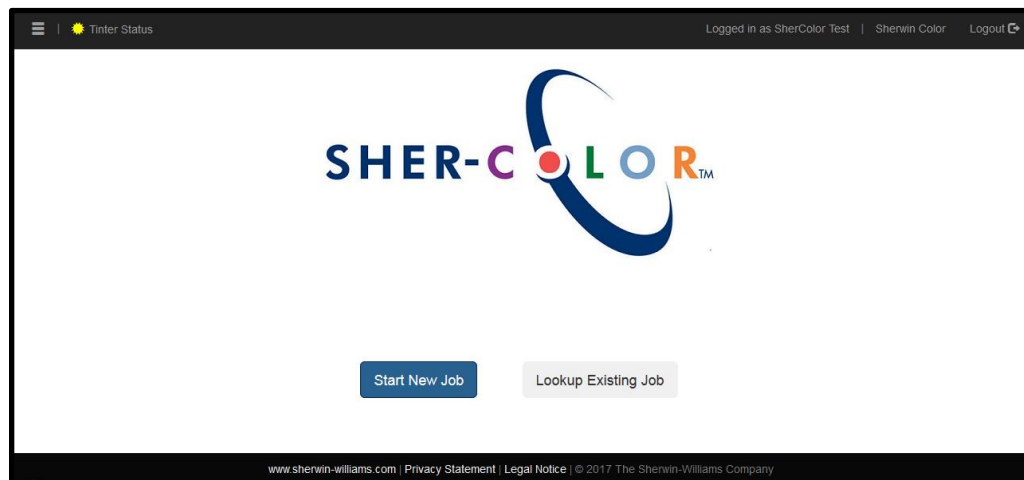 | Tinter Status Logged in as SherColor Test | Sherwin Color Logout
SHER-COLOR™
Start New Job Lookup Existing Job
www.sherwin-williams.com | Privacy Statement | Legal Notice | © 2017 The Sherwin-Williams Company